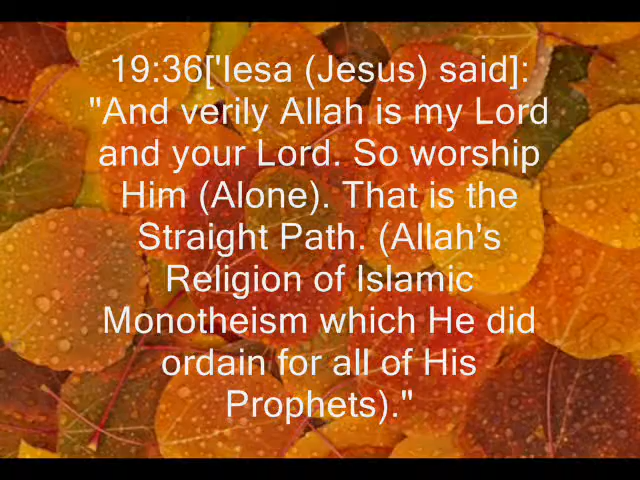 19:36['Iesa (Jesus) said]:
"And verily Allah is my Lord
and your Lord. So worship
Him (Alone). That is the
Straight Path. (Allah's
Religion of Islamic
Monotheism which He did
ordain for all of His
Prophets)."